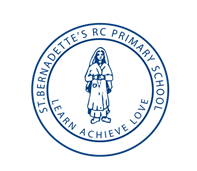 ST.BERNADETTE'S RC PRIMARY SCHOOL
LEARN ACHIEVE LOVE